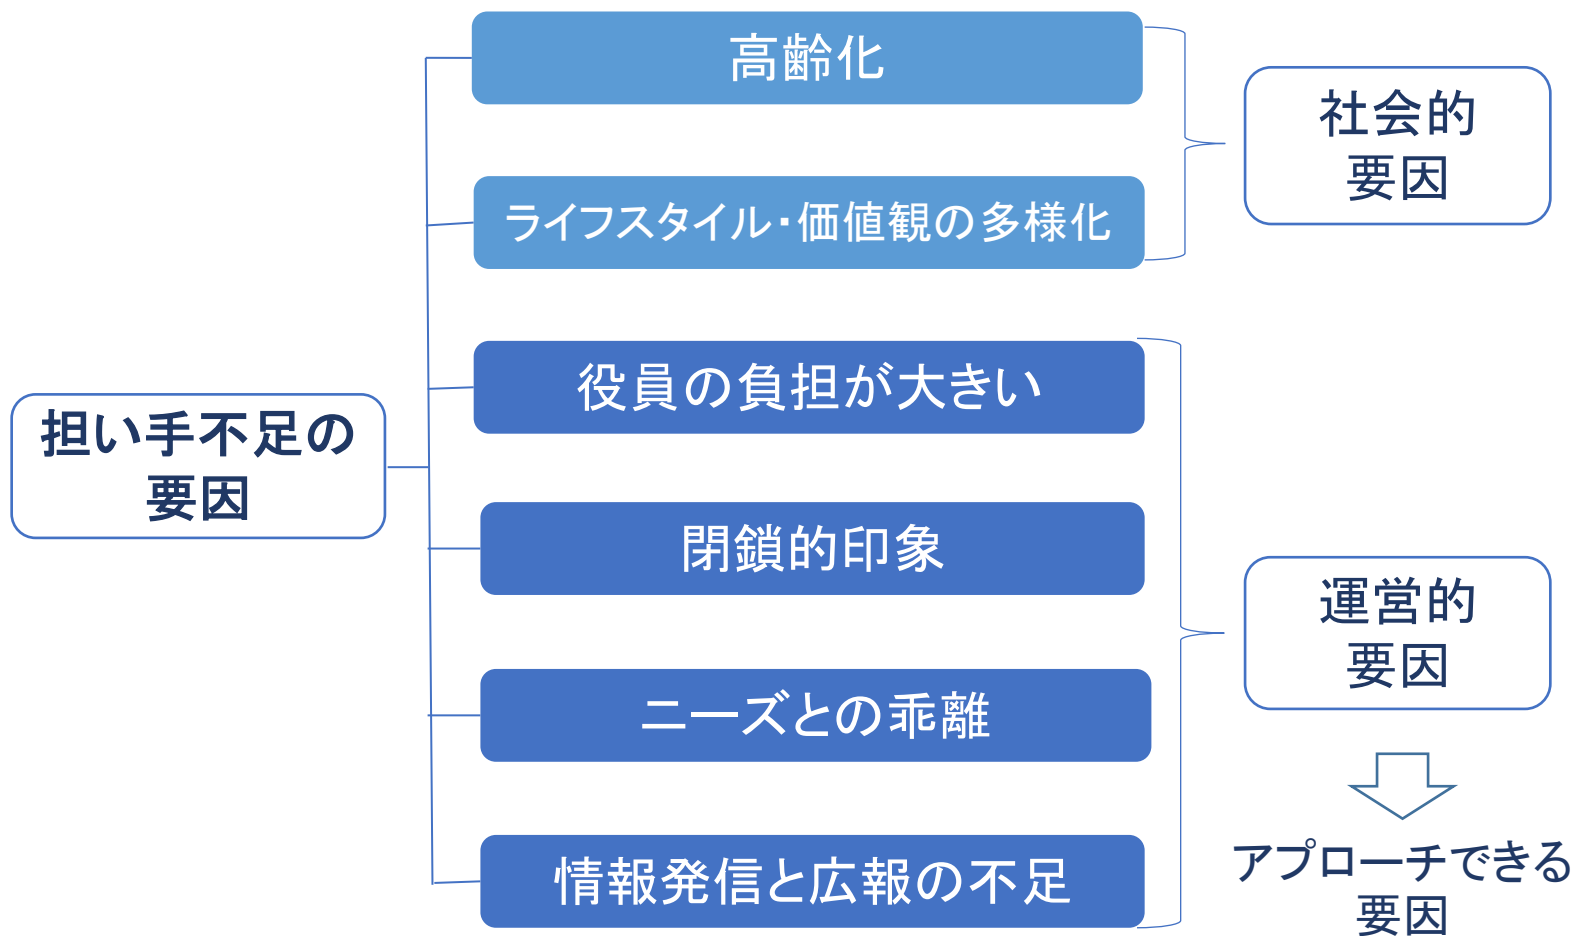 担い手不足の
要因
高齢化
ライフスタイル・価値観の多様化
役員の負担が大きい
閉鎖的印象
ニーズとの乖離
情報発信と広報の不足
社会的
要因
運営的
要因
アプローチできる
要因